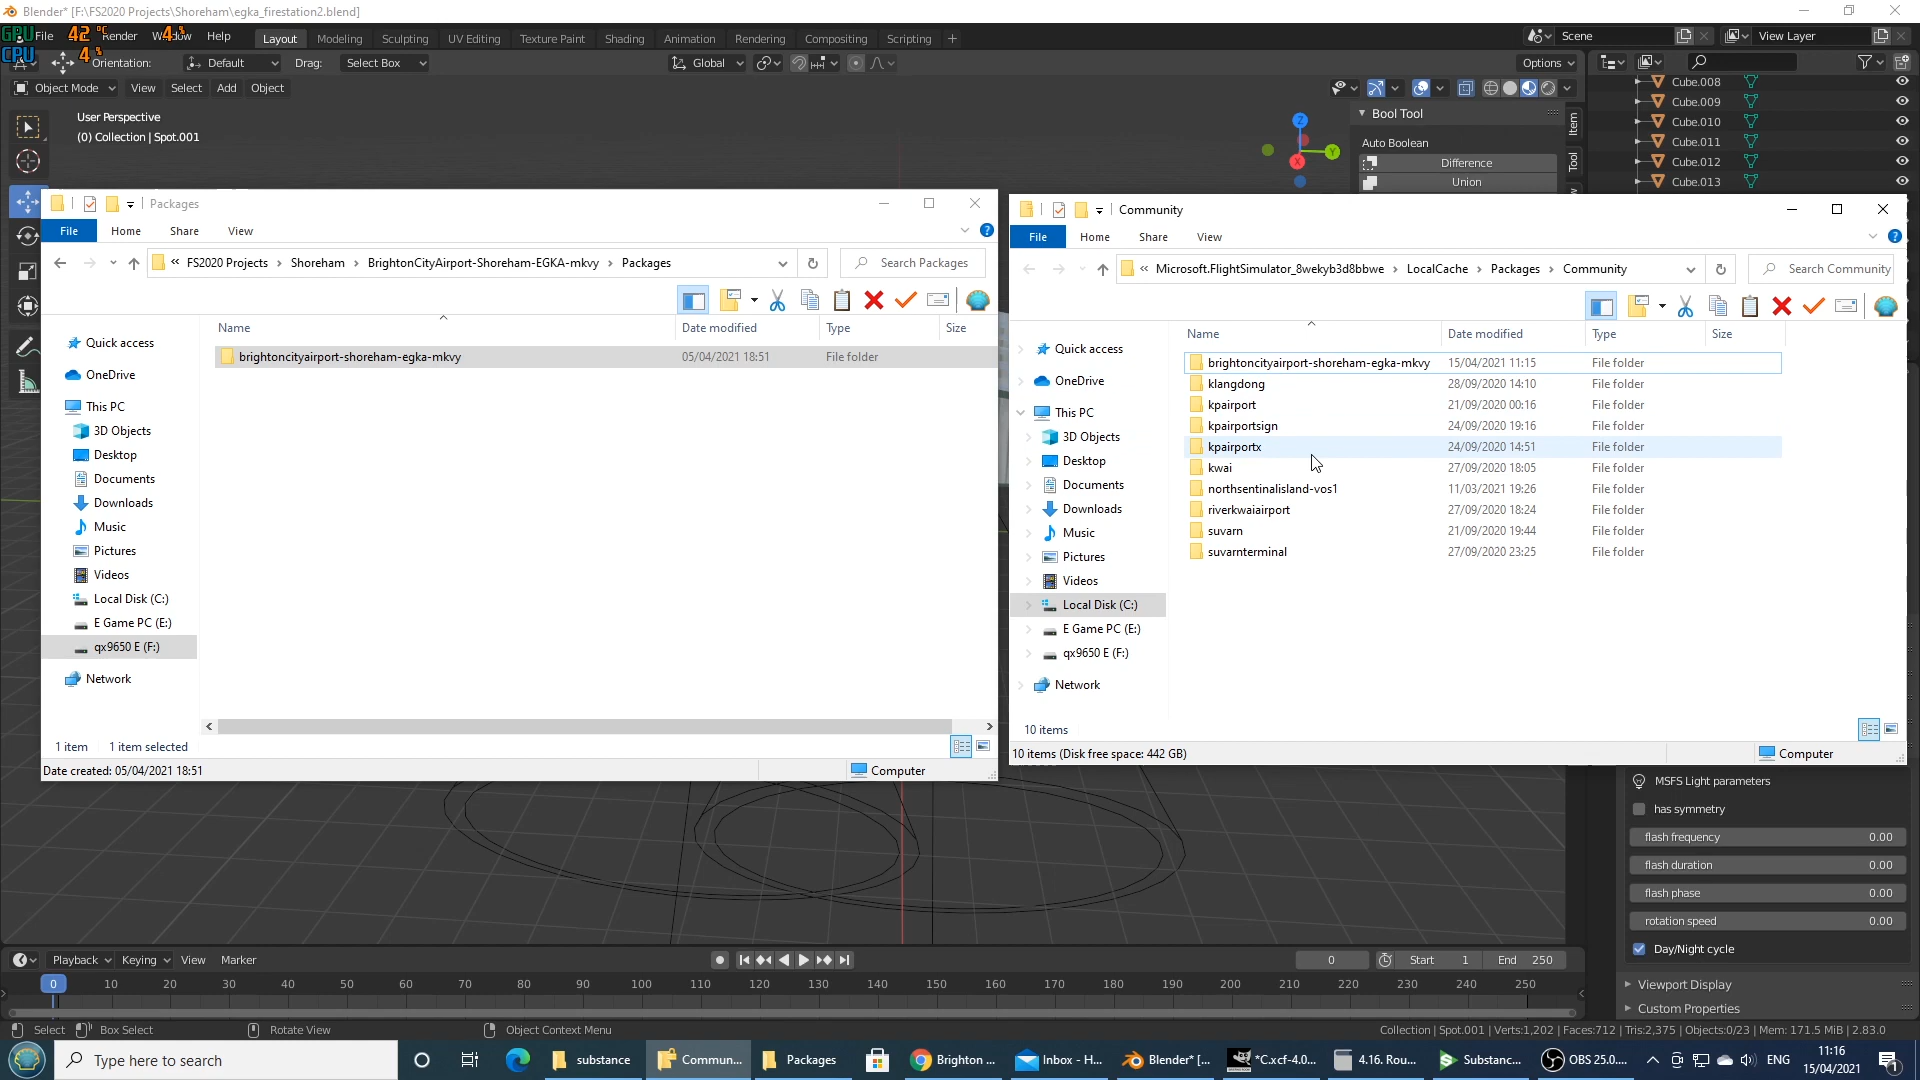 Blender* [F:\FS2020 Projects\Shoreham\egka_firestation2.blend]
GPU 42 °C 4 %
CPU 4 %
File Render Window Help
Layout Modeling Sculpting UV Editing Texture Paint Shading Animation Rendering Compositing Scripting +
Scene View Layer
Orientation: Default Drag: Select Box Global Options
Object Mode View Select Add Object
User Perspective
(0) Collection | Spot.001
Z
Y
X
Bool Tool
Auto Boolean
Difference
Union
Item
Tool
Cube.008
Cube.009
Cube.010
Cube.011
Cube.012
Cube.013
Packages
File Home Share View
« FS2020 Projects › Shoreham › BrightonCityAirport-Shoreham-EGKA-mkvy › Packages
Search Packages
Name Date modified Type Size
brightoncityairport-shoreham-egka-mkvy 05/04/2021 18:51 File folder
Quick access
OneDrive
This PC
3D Objects
Desktop
Documents
Downloads
Music
Pictures
Videos
Local Disk (C:)
E Game PC (E:)
qx9650 E (F:)
Network
1 item 1 item selected
Date created: 05/04/2021 18:51
Computer
Community
File Home Share View
« Microsoft.FlightSimulator_8wekyb3d8bbwe › LocalCache › Packages › Community
Search Community
Name Date modified Type Size
brightoncityairport-shoreham-egka-mkvy 15/04/2021 11:15 File folder
klangdong 28/09/2020 14:10 File folder
kpairport 21/09/2020 00:16 File folder
kpairportsign 24/09/2020 19:16 File folder
kpairportx 24/09/2020 14:51 File folder
kwai 27/09/2020 18:05 File folder
northsentinalisland-vos1 11/03/2021 19:26 File folder
riverkwaiairport 27/09/2020 18:24 File folder
suvarn 21/09/2020 19:44 File folder
suvarnterminal 27/09/2020 23:25 File folder
Quick access
OneDrive
This PC
3D Objects
Desktop
Documents
Downloads
Music
Pictures
Videos
Local Disk (C:)
E Game PC (E:)
qx9650 E (F:)
Network
10 items
10 items (Disk free space: 442 GB)
Computer
MSFS Light parameters
has symmetry
flash frequency 0.00
flash duration 0.00
flash phase 0.00
rotation speed 0.00
Day/Night cycle
Viewport Display
Custom Properties
Playback Keying View Marker
0 Start 1 End 250
0 10 20 30 40 50 60 70 80 90 100 110 120 130 140 150 160 170 180 190 200 210 220 230 240 250
Select Box Select Rotate View Object Context Menu
Collection | Spot.001 | Verts:1,202 | Faces:712 | Tris:2,375 | Objects:0/23 | Mem: 171.5 MiB | 2.83.0
Type here to search
substance
Commun...
Packages
Brighton ...
Inbox - H...
Blender* [...
*C.xcf-4.0...
4.16. Rou...
Substanc...
OBS 25.0....
ENG
11:16
15/04/2021
1